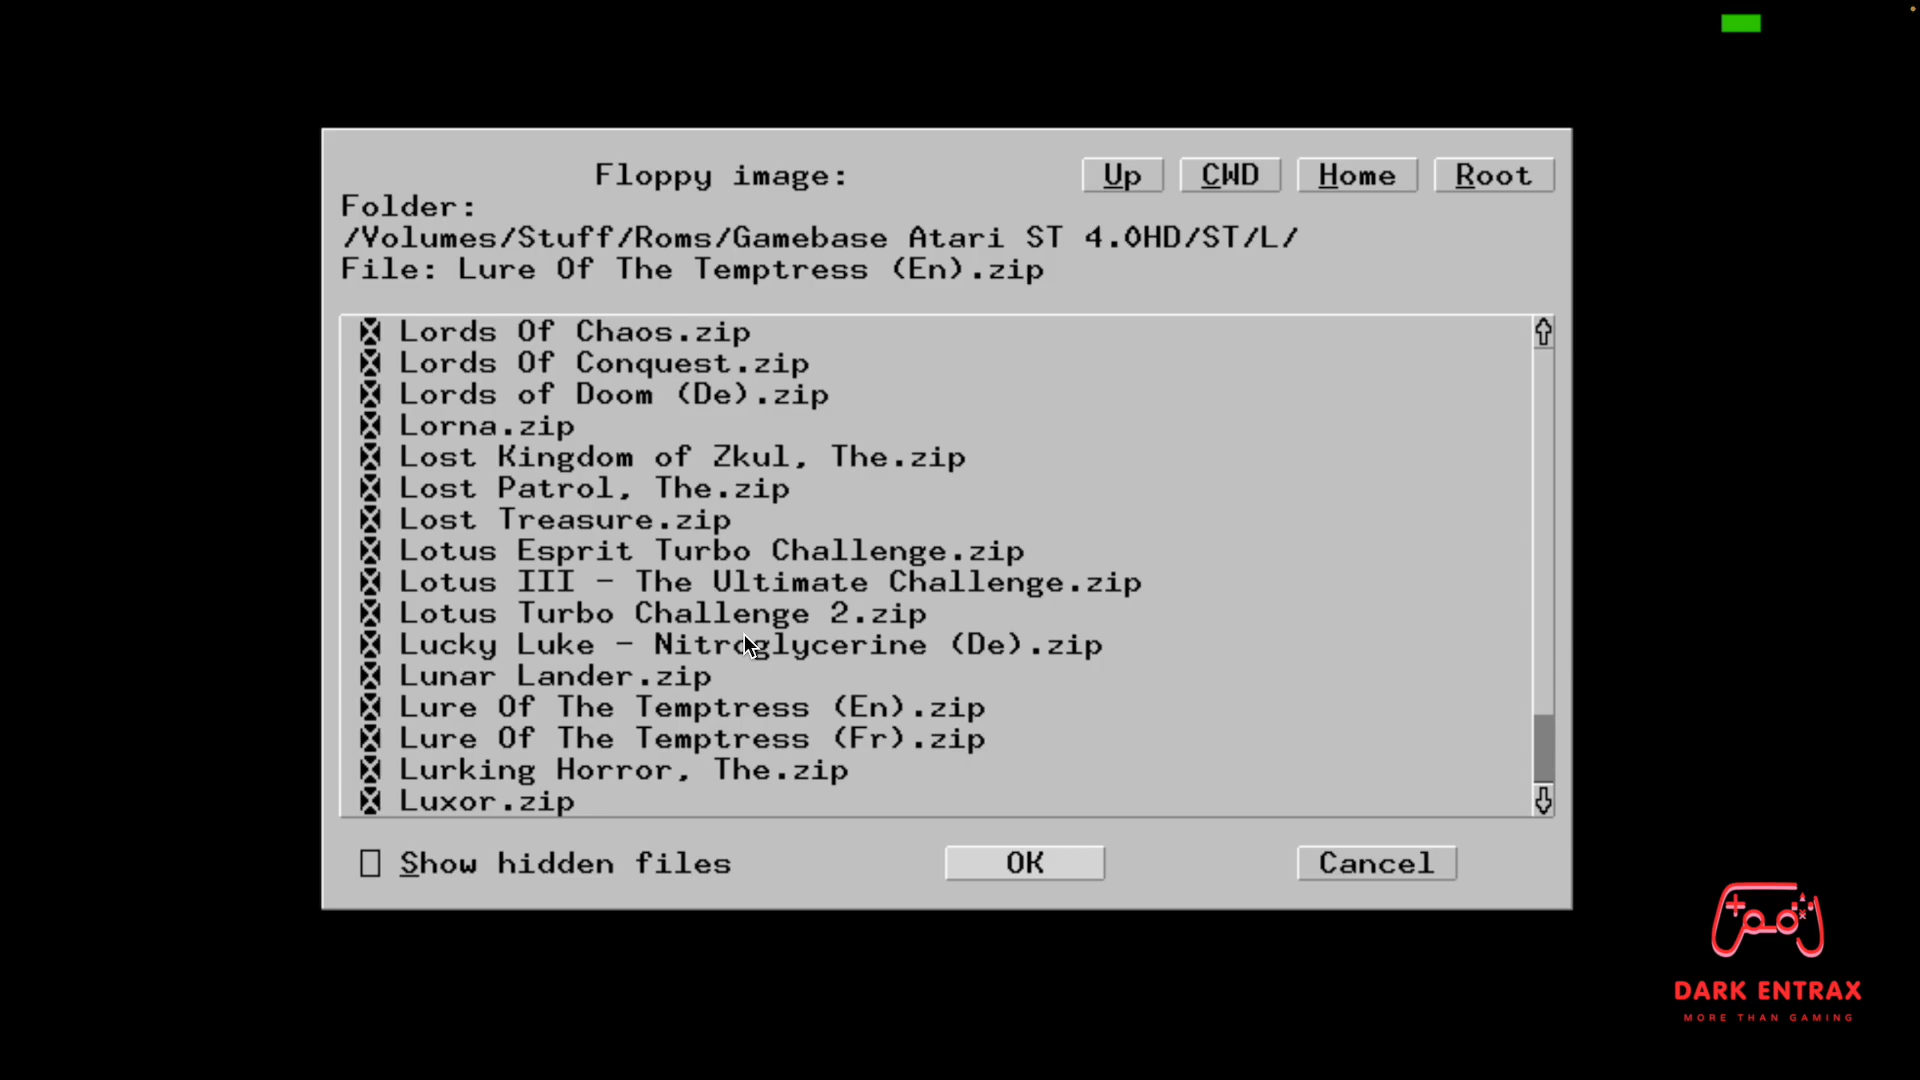 Floppy image: Up CWD Home Root
Folder:
/Volumes/Stuff/Roms/Gamebase Atari ST 4.0HD/ST/L/
File: Lure Of The Temptress (En).zip
Lords Of Chaos.zip
Lords Of Conquest.zip
Lords of Doom (De).zip
Lorna.zip
Lost Kingdom of Zkul, The.zip
Lost Patrol, The.zip
Lost Treasure.zip
Lotus Esprit Turbo Challenge.zip
Lotus III - The Ultimate Challenge.zip
Lotus Turbo Challenge 2.zip
Lucky Luke - Nitroglycerine (De).zip
Lunar Lander.zip
Lure Of The Temptress (En).zip
Lure Of The Temptress (Fr).zip
Lurking Horror, The.zip
Luxor.zip
Show hidden files OK Cancel
DARK ENTRAX
MORE THAN GAMING